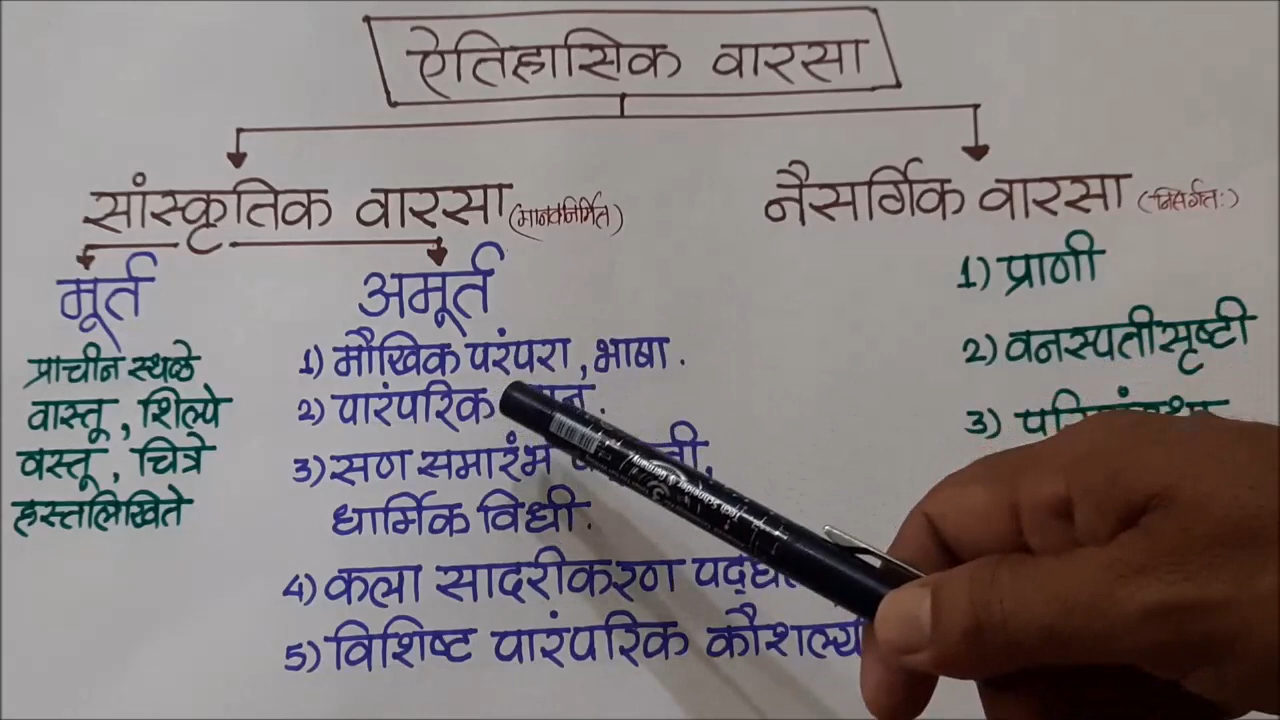 ऐतिहासिक वारसा
सांस्कृतिक वारसा (मानवनिर्मित)
नैसर्गिक वारसा (निसर्गतः)
मूर्त
प्राचीन स्थळे
वास्तू, शिल्पे
वस्तू, चित्रे
हस्तलिखिते
अमूर्त
1) मौखिक परंपरा, भाषा.
2) पारंपरिक
3) सण समारंभ
धार्मिक विधी.
4) कला सादरीकरण
5) विशिष्ट पारंपरिक कौशल्य
1) प्राणी
2) वनस्पतीसृष्टी
3)